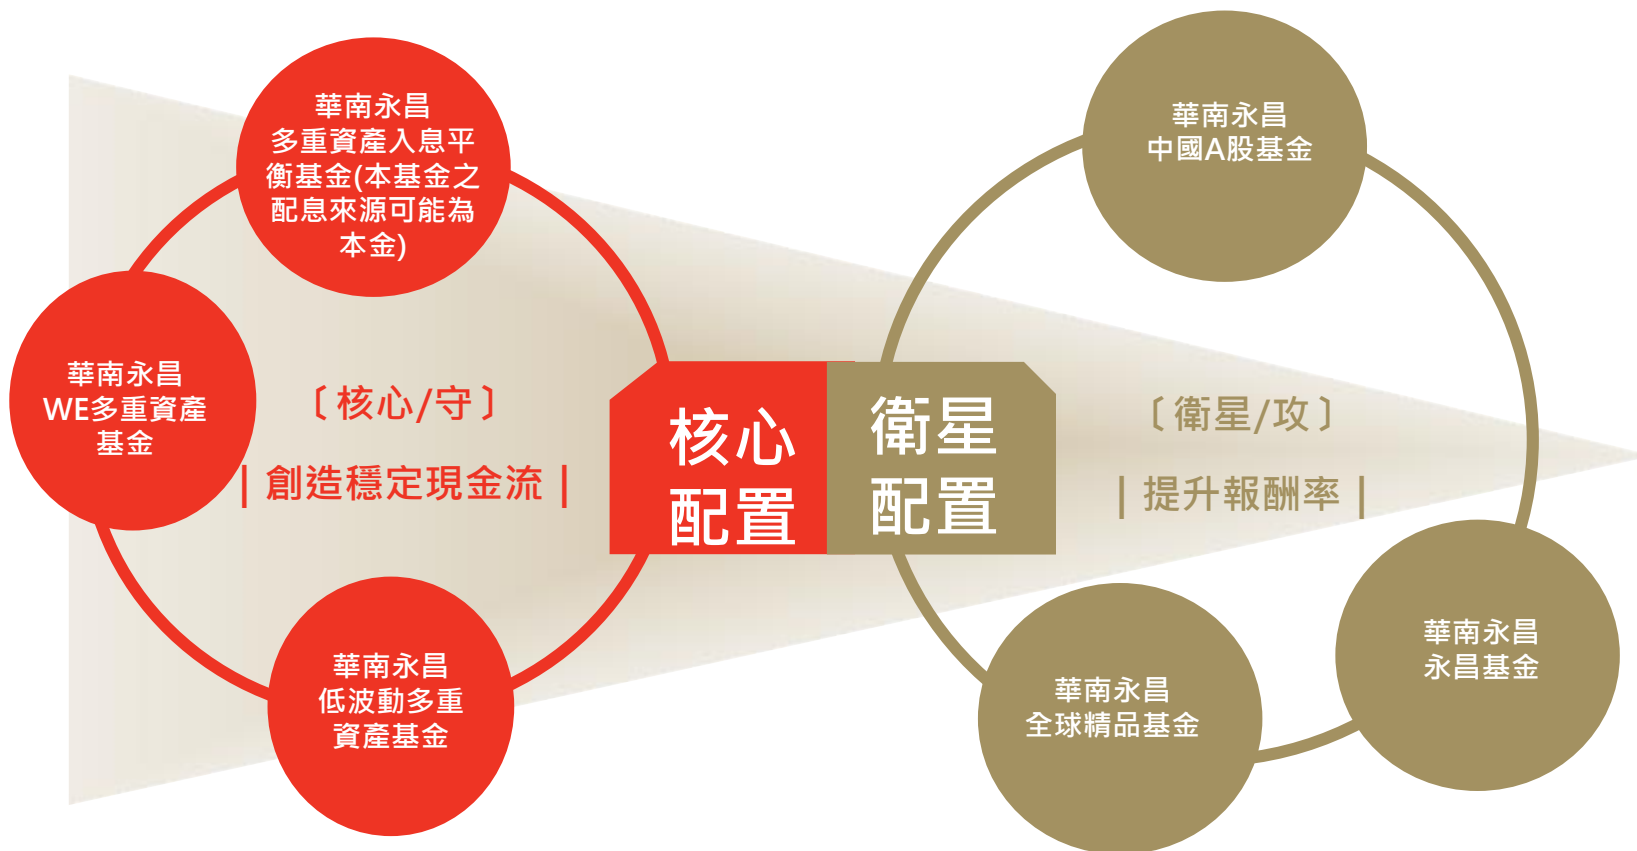 華南永昌
多重資產入息平
衡基金(本基金之
配息來源可能為
本金)
華南永昌
WE多重資產
基金
〔核心/守〕
|創造穩定現金流|
華南永昌
低波動多重
資產基金
核心
配置
衛星
配置
華南永昌
中國A股基金
〔衛星/攻〕
|提升報酬率|
華南永昌
永昌基金
華南永昌
全球精品基金